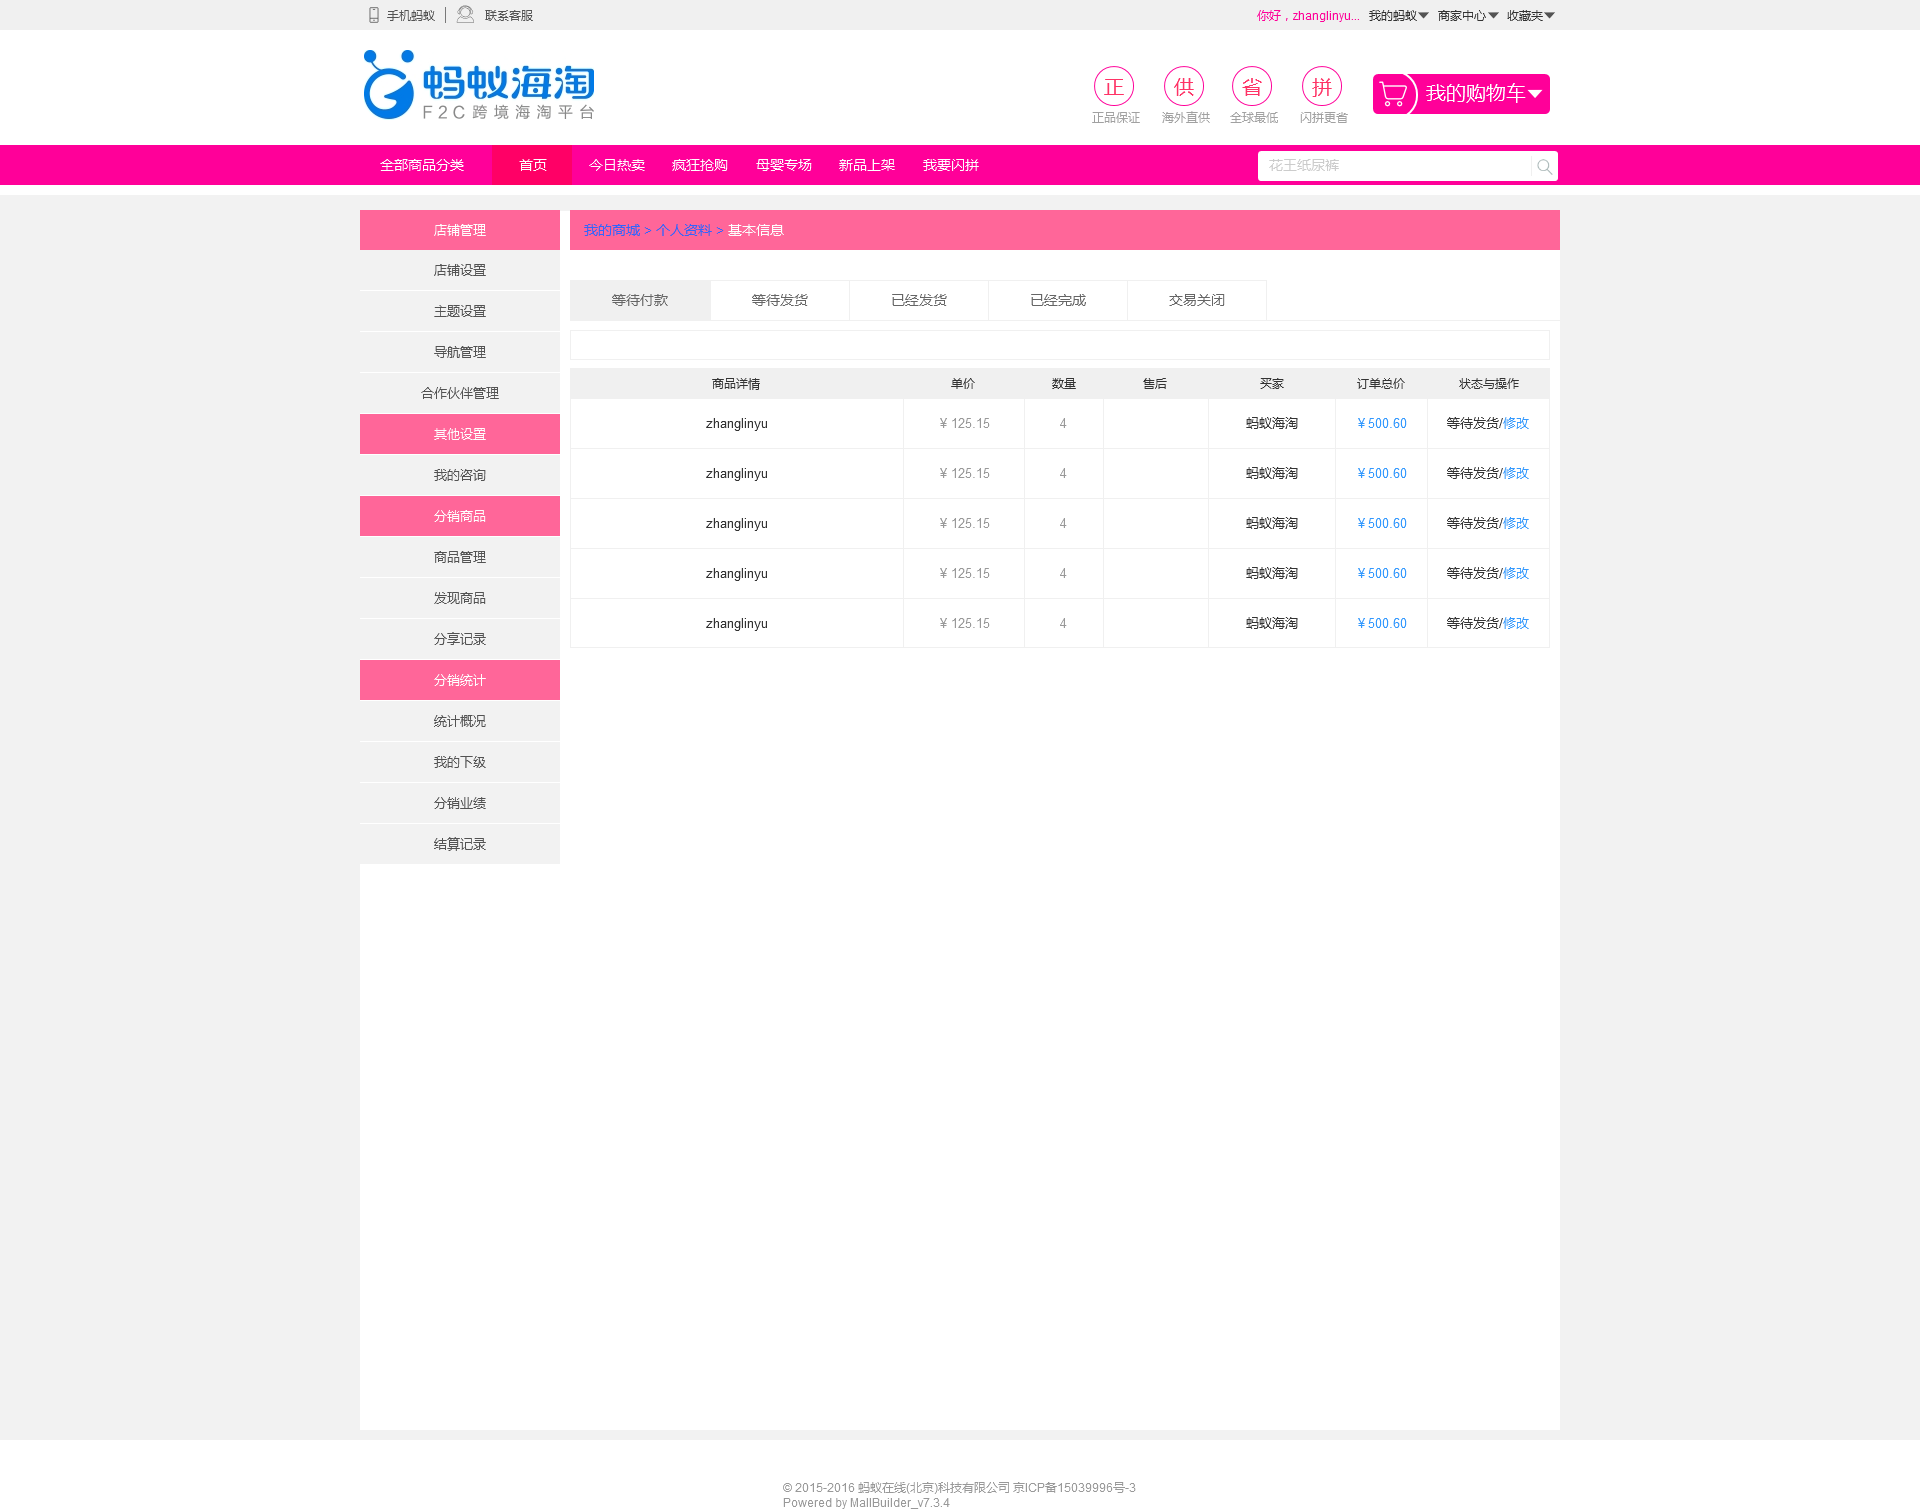 手机蚂蚁 联系客服 你好，zhanglinyu... 我的蚂蚁 商家中心 收藏夹
蚂蚁海淘
F2C 跨境海淘平台
正 供 省 拼 我的购物车
正品保证 海外直供 全球最低 闪拼更省
全部商品分类 首页 今日热卖 疯狂抢购 母婴专场 新品上架 我要闪拼 花王纸尿裤
店铺管理
店铺设置
主题设置
导航管理
合作伙伴管理
其他设置
我的咨询
分销商品
商品管理
发现商品
分享记录
分销统计
统计概况
我的下级
分销业绩
结算记录
我的商城 > 个人资料 > 基本信息
等待付款 等待发货 已经发货 已经完成 交易关闭
商品详情 单价 数量 售后 买家 订单总价 状态与操作
zhanglinyu ¥ 125.15 4 蚂蚁海淘 ¥ 500.60 等待发货/修改
zhanglinyu ¥ 125.15 4 蚂蚁海淘 ¥ 500.60 等待发货/修改
zhanglinyu ¥ 125.15 4 蚂蚁海淘 ¥ 500.60 等待发货/修改
zhanglinyu ¥ 125.15 4 蚂蚁海淘 ¥ 500.60 等待发货/修改
zhanglinyu ¥ 125.15 4 蚂蚁海淘 ¥ 500.60 等待发货/修改
© 2015-2016 蚂蚁在线(北京)科技有限公司 京ICP备15039996号-3
Powered by MallBuilder_v7.3.4